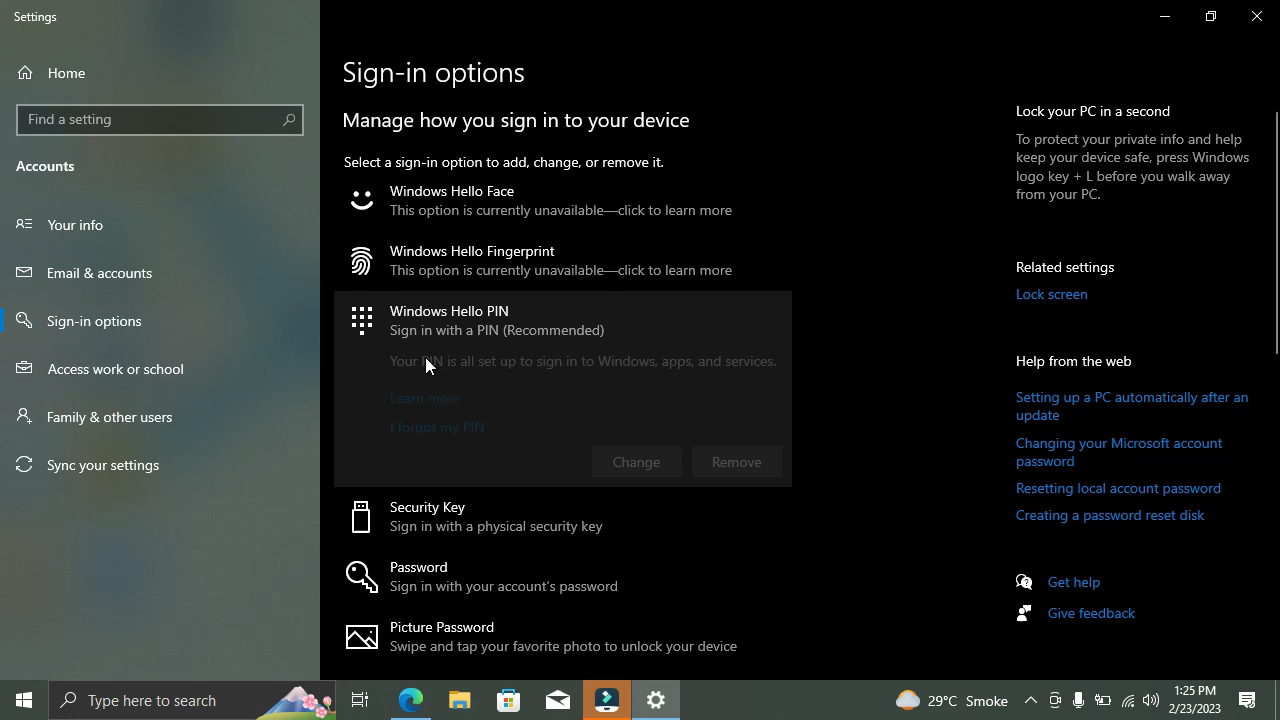 Settings
Home
Find a setting
Accounts
Your info
Email & accounts
Sign-in options
Access work or school
Family & other users
Sync your settings
Sign-in options
Manage how you sign in to your device
Select a sign-in option to add, change, or remove it.
Windows Hello Face
This option is currently unavailable—click to learn more
Windows Hello Fingerprint
This option is currently unavailable—click to learn more
Windows Hello PIN
Sign in with a PIN (Recommended)
Your PIN is all set up to sign in to Windows, apps, and services.
Learn more
I forgot my PIN
Change
Remove
Security Key
Sign in with a physical security key
Password
Sign in with your account's password
Picture Password
Swipe and tap your favorite photo to unlock your device
Lock your PC in a second
To protect your private info and help
keep your device safe, press Windows
logo key + L before you walk away
from your PC.
Related settings
Lock screen
Help from the web
Setting up a PC automatically after an
update
Changing your Microsoft account
password
Resetting local account password
Creating a password reset disk
Get help
Give feedback
Type here to search
29°C Smoke
1:25 PM
2/23/2023